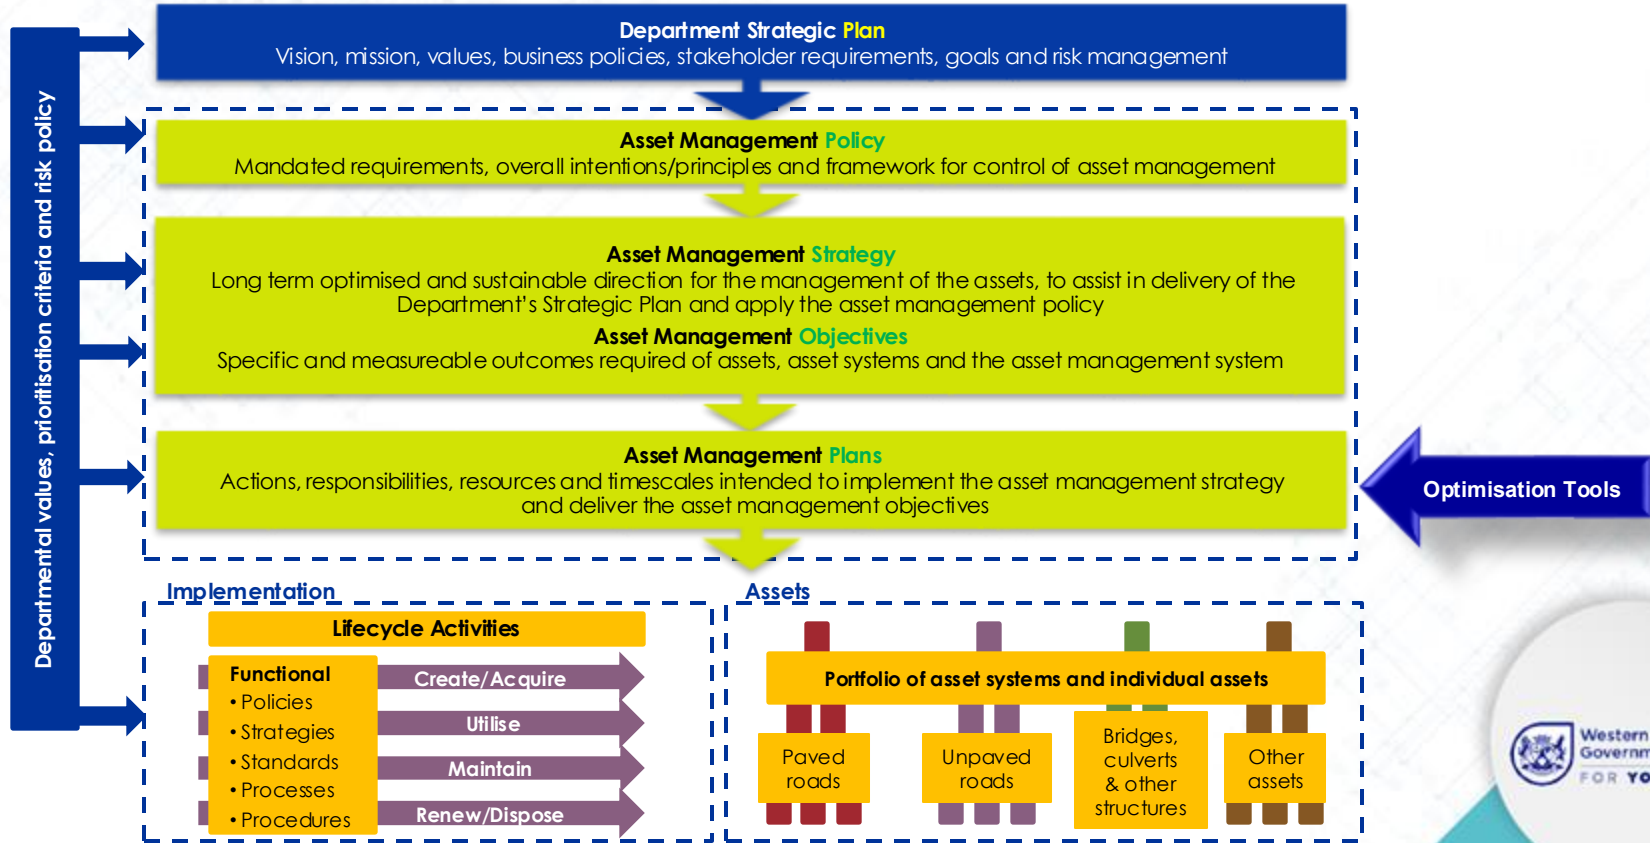 Department Strategic Plan
Vision, mission, values, business policies, stakeholder requirements, goals and risk management
Departmental values, prioritisation criteria and risk policy
Asset Management Policy
Mandated requirements, overall intentions/principles and framework for control of asset management
Asset Management Strategy
Long term optimised and sustainable direction for the management of the assets, to assist in delivery of the
Department's Strategic Plan and apply the asset management policy
Asset Management Objectives
Specific and measureable outcomes required of assets, asset systems and the asset management system
Asset Management Plans
Actions, responsibilities, resources and timescales intended to implement the asset management strategy
and deliver the asset management objectives
Optimisation Tools
Implementation
Lifecycle Activities
Functional
• Policies
• Strategies
• Standards
• Processes
• Procedures
Create/Acquire
Utilise
Maintain
Renew/Dispose
Assets
Portfolio of asset systems and individual assets
Paved
roads
Unpaved
roads
Bridges,
culverts
& other
structures
Other
assets
Western
Governm
FOR YO